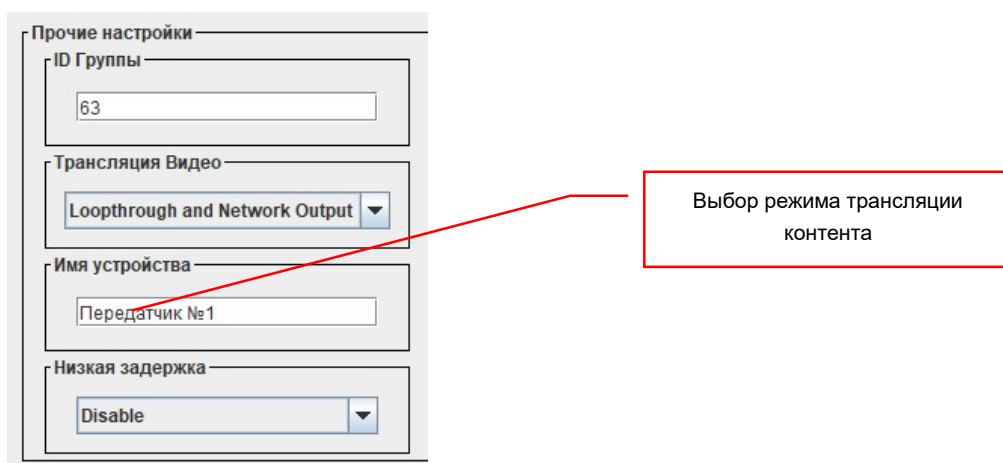 Прочие настройки
ID Группы
63
Трансляция Видео
Loopthrough and Network Output
Имя устройства
Передатчик №1
Низкая задержка
Disable
Выбор режима трансляции
контента